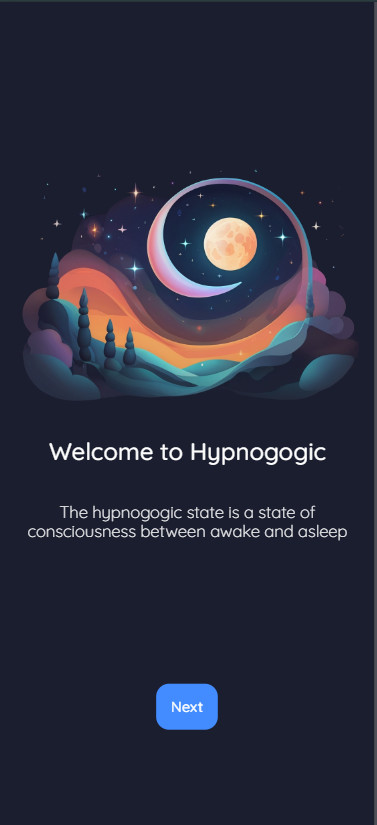 Welcome to Hypnogogic
The hypnogogic state is a state of
consciousness between awake and asleep
Next